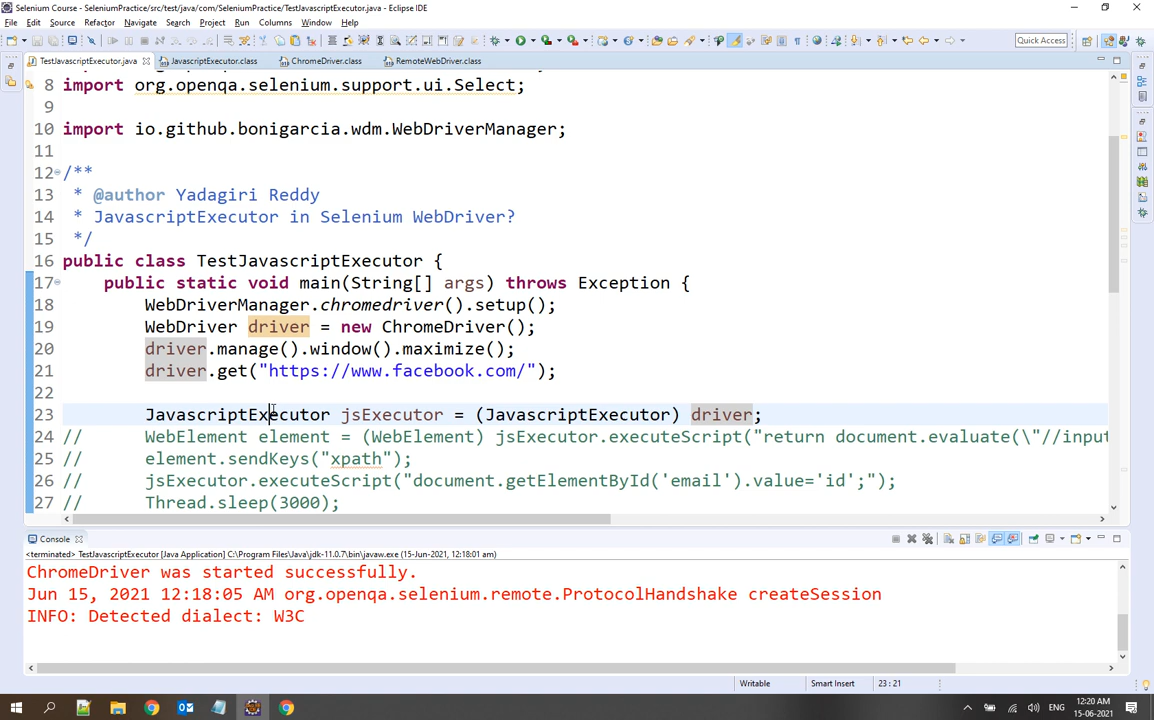 Selenium Course - SeleniumPractice/src/test/java/com/SeleniumPractice/TestJavascriptExecutor.java - Eclipse IDE
File Edit Source Refactor Navigate Search Project Run Columns Window Help
Quick Access
TestJavascriptExecutor.java JavascriptExecutor.class ChromeDriver.class RemoteWebDriver.class
8 import org.openqa.selenium.support.ui.Select;
9
10 import io.github.bonigarcia.wdm.WebDriverManager;
11
12 /**
13 * @author Yadagiri Reddy
14 * JavascriptExecutor in Selenium WebDriver?
15 */
16 public class TestJavascriptExecutor {
17 public static void main(String[] args) throws Exception {
18 WebDriverManager.chromedriver().setup();
19 WebDriver driver = new ChromeDriver();
20 driver.manage().window().maximize();
21 driver.get("https://www.facebook.com/");
22
23 JavascriptExecutor jsExecutor = (JavascriptExecutor) driver;
24 // WebElement element = (WebElement) jsExecutor.executeScript("return document.evaluate(\"//input
25 // element.sendKeys("xpath");
26 // jsExecutor.executeScript("document.getElementById('email').value='id';");
27 // Thread.sleep(3000);
Console
<terminated> TestJavascriptExecutor [Java Application] C:\Program Files\Java\jdk-11.0.7\bin\javaw.exe (15-Jun-2021, 12:18:01 AM)
ChromeDriver was started successfully.
Jun 15, 2021 12:18:05 AM org.openqa.selenium.remote.ProtocolHandshake createSession
INFO: Detected dialect: W3C
Writable Smart Insert 23 : 21
ENG 12:20 AM
15-06-2021